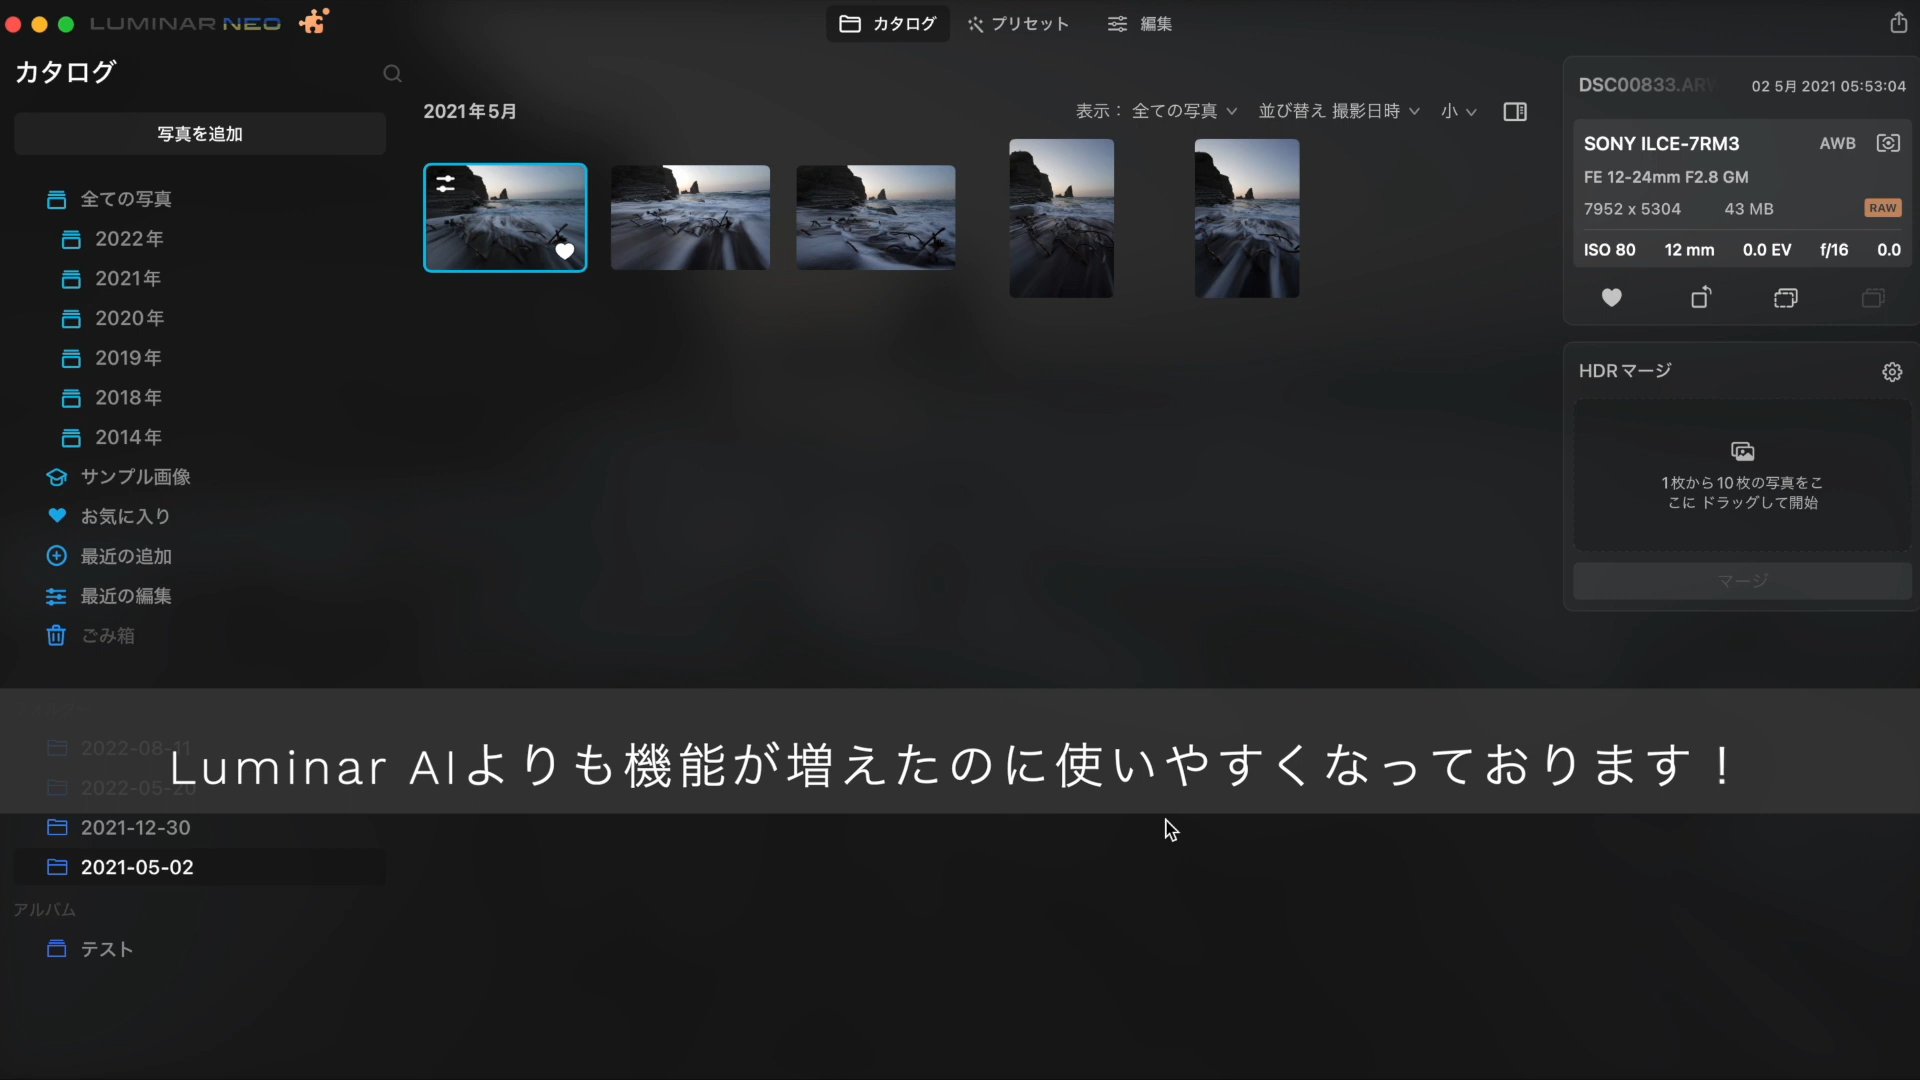 LUMINAR NEO
カタログ
プリセット
編集
カタログ
写真を追加
全ての写真
2022年
2021年
2020年
2019年
2018年
2014年
サンプル画像
お気に入り
最近の追加
最近の編集
ごみ箱
2022-08-11
2022-05-20
2021-12-30
2021-05-02
アルバム
テスト
2021年5月
表示： 全ての写真
並び替え 撮影日時
小
DSC00833.ARW
02 5月 2021 05:53:04
SONY ILCE-7RM3
AWB
FE 12-24mm F2.8 GM
7952 x 5304
43 MB
RAW
ISO 80
12 mm
0.0 EV
f/16
0.0
HDRマージ
1枚から10枚の写真をこ
こに ドラッグして開始
マージ
Luminar AIよりも機能が増えたのに使いやすくなっております！